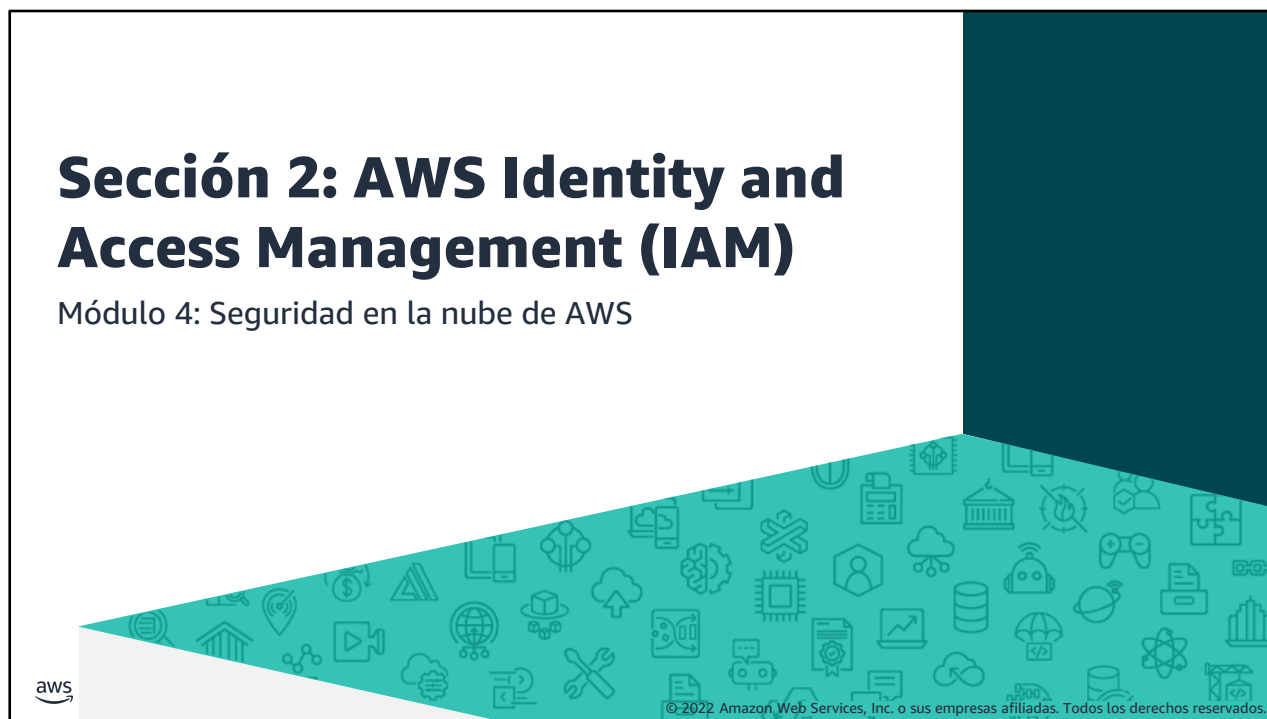 Sección 2: AWS Identity and
Access Management (IAM)
Módulo 4: Seguridad en la nube de AWS
aws
© 2022 Amazon Web Services, Inc. o sus empresas afiliadas. Todos los derechos reservados.